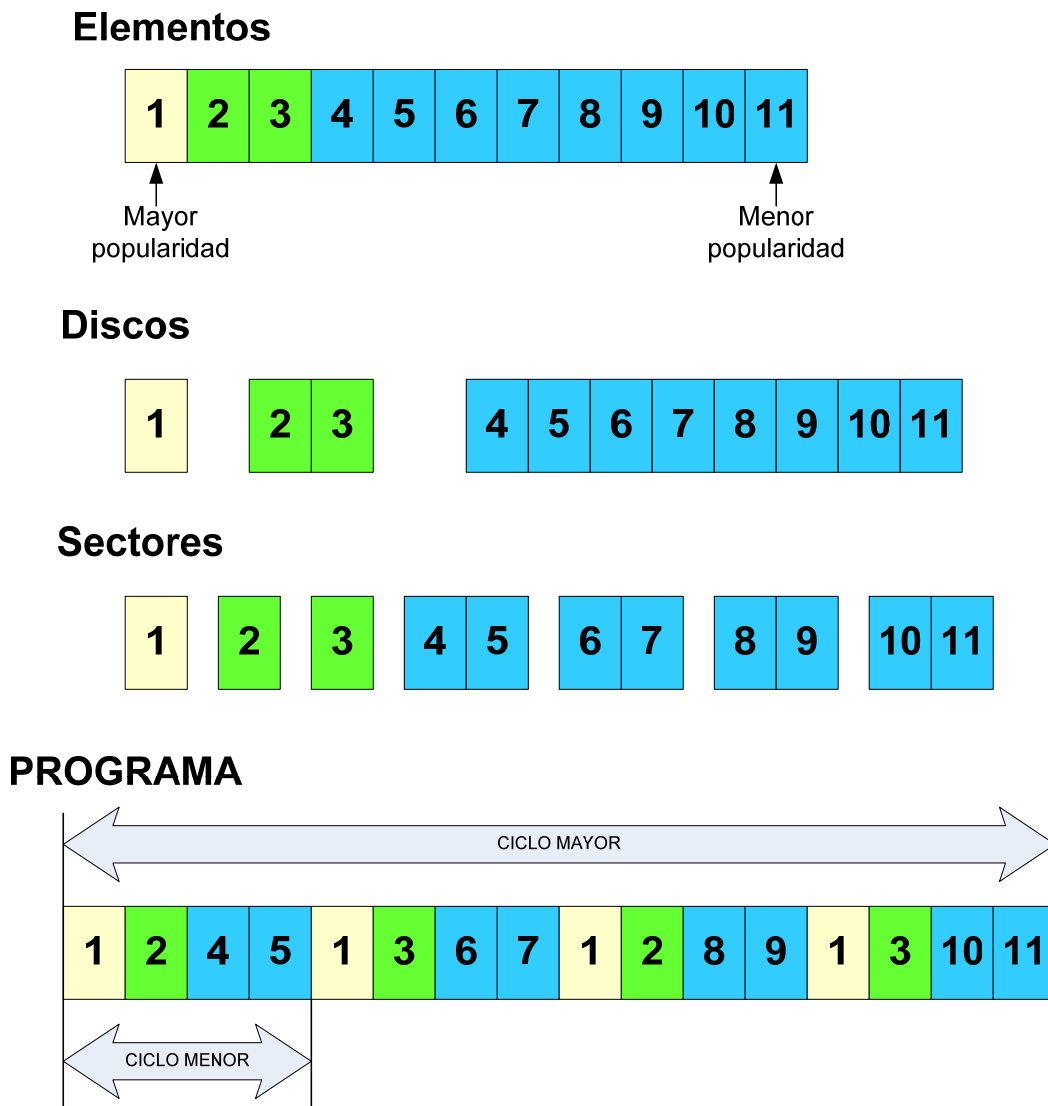 Elementos
1 2 3 4 5 6 7 8 9 10 11
Mayor popularidad
Menor popularidad
Discos
1 2 3 4 5 6 7 8 9 10 11
Sectores
1 2 3 4 5 6 7 8 9 10 11
PROGRAMA
CICLO MAYOR
1 2 4 5 1 3 6 7 1 2 8 9 1 3 10 11
CICLO MENOR